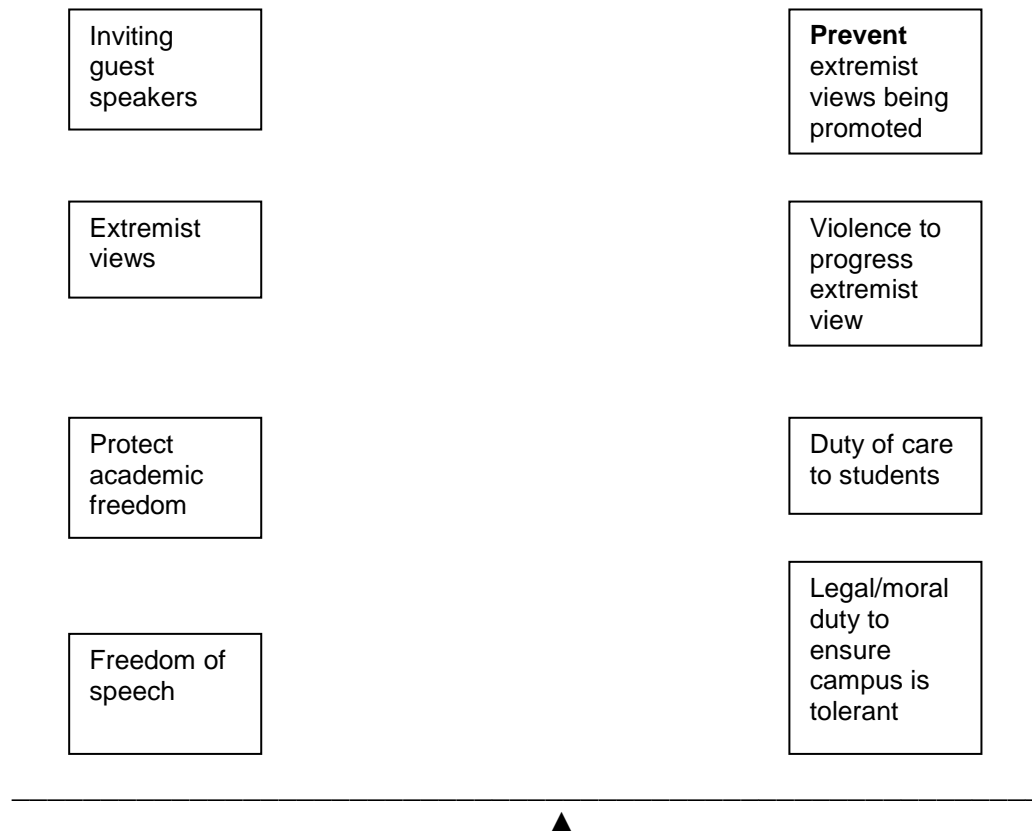 Inviting
guest
speakers
Prevent
extremist
views being
promoted
Extremist
views
Violence to
progress
extremist
view
Protect
academic
freedom
Duty of care
to students
Freedom of
speech
Legal/moral
duty to
ensure
campus is
tolerant